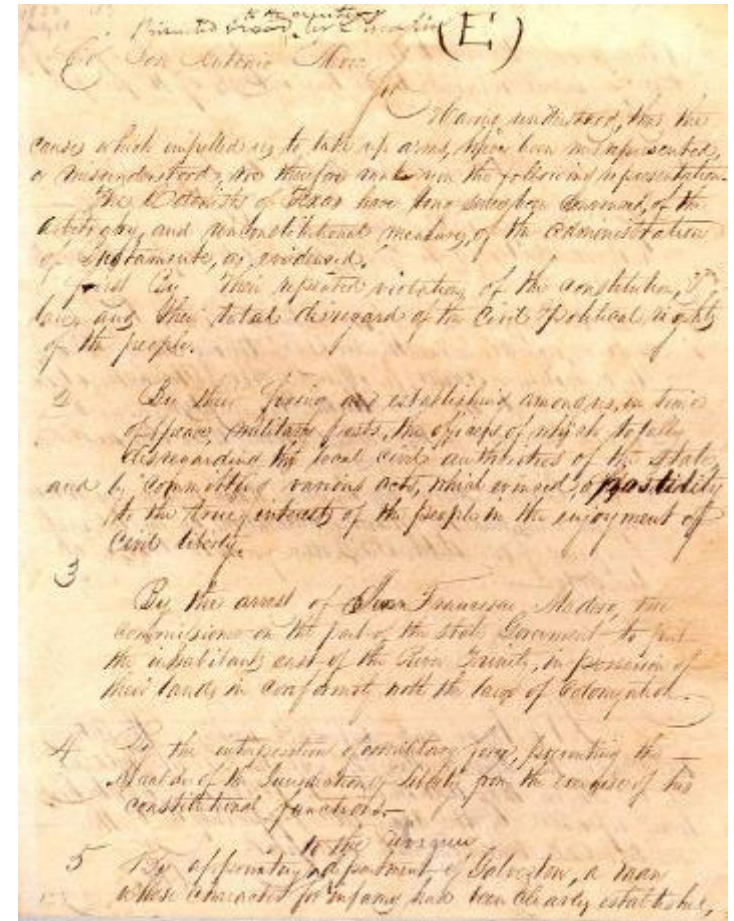 (E)
Col. Jose Antonio Mexia
Sir
Having understood, that the
causes which impelled us to take up arms, have been misrepresented,
or misunderstood, we therefore make you the following representation.
The Colonists of Texas have long since been convinced, of the
arbitrary, and unconstitutional measures, of the administration
of Bustamente, as evidenced.
First By their repeated violations of the constitution, &
laws and their total disregard of the Civil & political rights
of the people.
2 By their fixing and establishing among us, in time
of peace, military posts, the officers of which totally
disregarding the local civil authorities of the state,
and by committing various acts, which evinced, a hostility
to the true interests of the people in the enjoyment of
civil liberty.
3
By the arrest of Juan Francisco Madero, the
commissioner on the part of the state Government to put
the inhabitants east of the River Trinity, in possession of
their lands in conformity with the laws of Colonization.
4 By the interposition of military force, preventing the
Alcalde of the Jurisdiction of Liberty from the exercise of his
constitutional functions.
to the revenue
5 By appointing department of Galveston, a man
whose character for infamy had been clearly established,